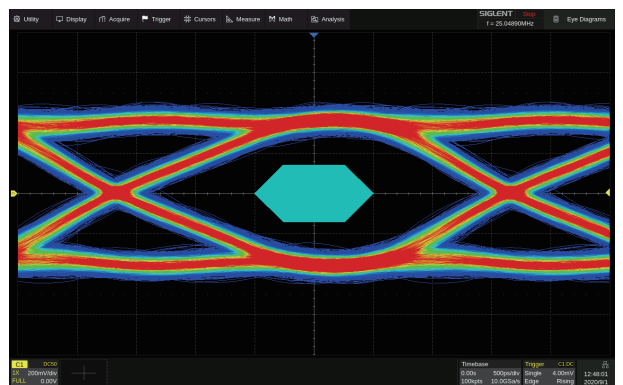 Utility Display Acquire Trigger Cursors Measure Math Analysis SIGLENT Stop Eye Diagrams
f = 25.04890MHz
C1 DC50 Timebase Trigger C1 DC
1X 200mV/div 0.00s 500ps/div Single 4.00mV 12:48:01
FULL 0.00V 100kpts 10.0GSa/s Edge Rising 2020/9/1